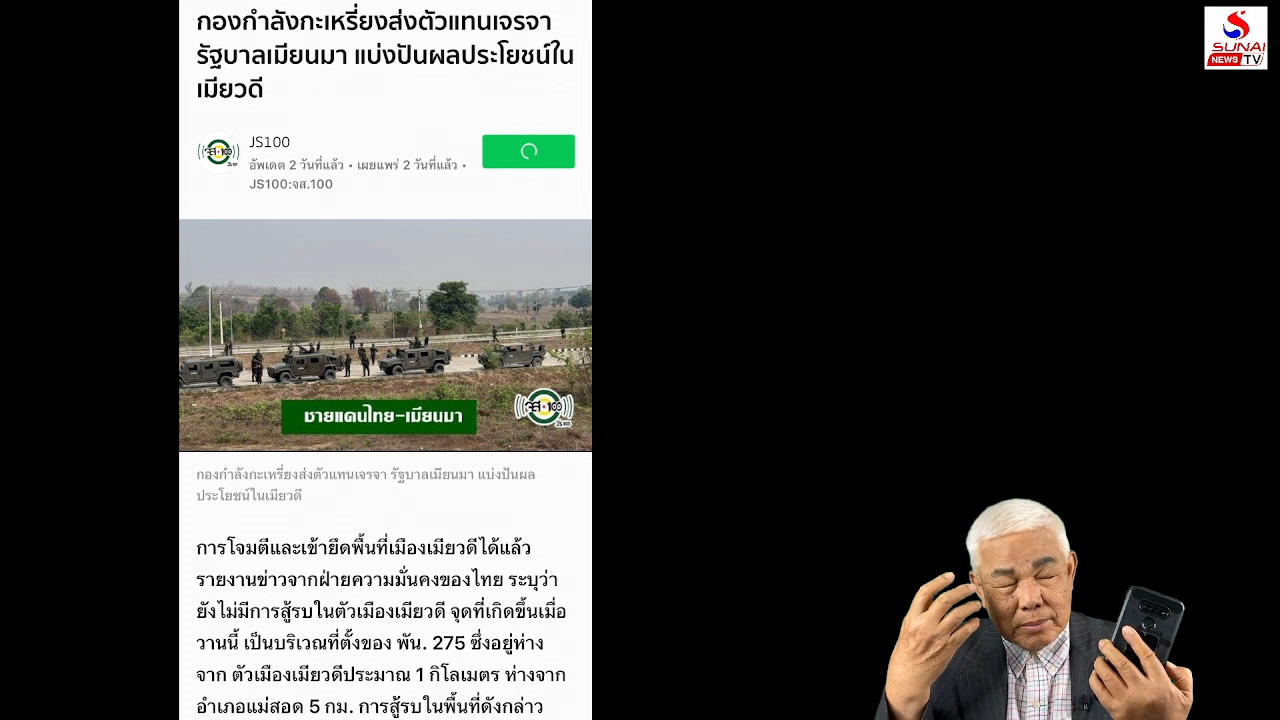 กองกำลังกะเหรี่ยงส่งตัวแทนเจรจา
รัฐบาลเมียนมา แบ่งปันผลประโยชน์ใน
เมียวดี
JS100
อัพเดต 2 วันที่แล้ว • เผยแพร่ 2 วันที่แล้ว •
JS100:จส.100
จส.100
ชายแดนไทย-เมียนมา
จส.100
JS100
กองกำลังกะเหรี่ยงส่งตัวแทนเจรจา รัฐบาลเมียนมา แบ่งปันผล
ประโยชน์ในเมียวดี
การโจมตีและเข้ายึดพื้นที่เมืองเมียวดีได้แล้ว
รายงานข่าวจากฝ่ายความมั่นคงของไทย ระบุว่า
ยังไม่มีการสู้รบในตัวเมืองเมียวดี จุดที่เกิดขึ้นเมื่อ
วานนี้ เป็นบริเวณที่ตั้งของ พัน. 275 ซึ่งอยู่ห่าง
จาก ตัวเมืองเมียวดีประมาณ 1 กิโลเมตร ห่างจาก
อำเภอแม่สอด 5 กม. การสู้รบในพื้นที่ดังกล่าว
SUNAI
NEWS TV